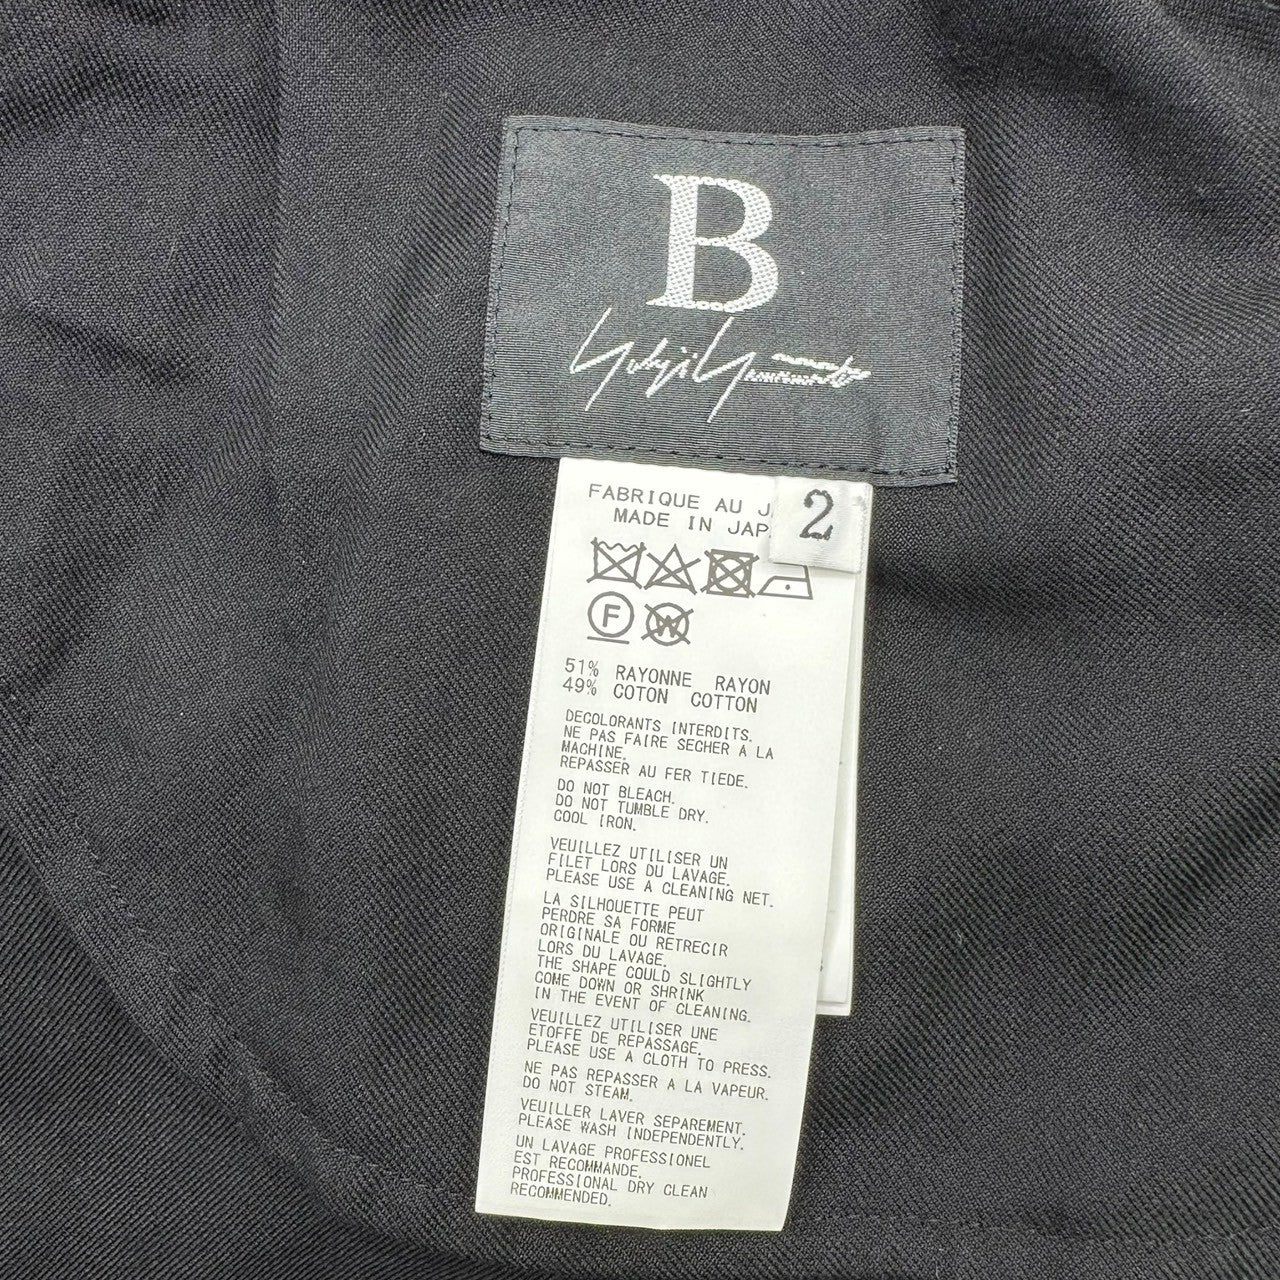 B
Yohji Yamamoto
2
FABRIQUE AU J
MADE IN JAP
F
W
51% RAYONNE RAYON
49% COTON COTTON
DECOLORANTS INTERDITS.
NE PAS FAIRE SECHER A LA
MACHINE.
REPASSER AU FER TIEDE.
DO NOT BLEACH.
DO NOT TUMBLE DRY.
COOL IRON.
VEUILLEZ UTILISER UN
FILET LORS DU LAVAGE.
PLEASE USE A CLEANING NET.
LA SILHOUETTE PEUT
PERDRE SA FORME
ORIGINALE OU RETRECIR
LORS DU LAVAGE.
THE SHAPE COULD SLIGHTLY
COME DOWN OR SHRINK
IN THE EVENT OF CLEANING.
VEUILLEZ UTILISER UNE
ETOFFE DE REPASSAGE.
PLEASE USE A CLOTH TO PRESS.
NE PAS REPASSER A LA VAPEUR.
DO NOT STEAM.
VEUILLER LAVER SEPAREMENT.
PLEASE WASH INDEPENDENTLY.
UN LAVAGE PROFESSIONEL
EST RECOMMANDE.
PROFESSIONAL DRY CLEAN
RECOMMENDED.